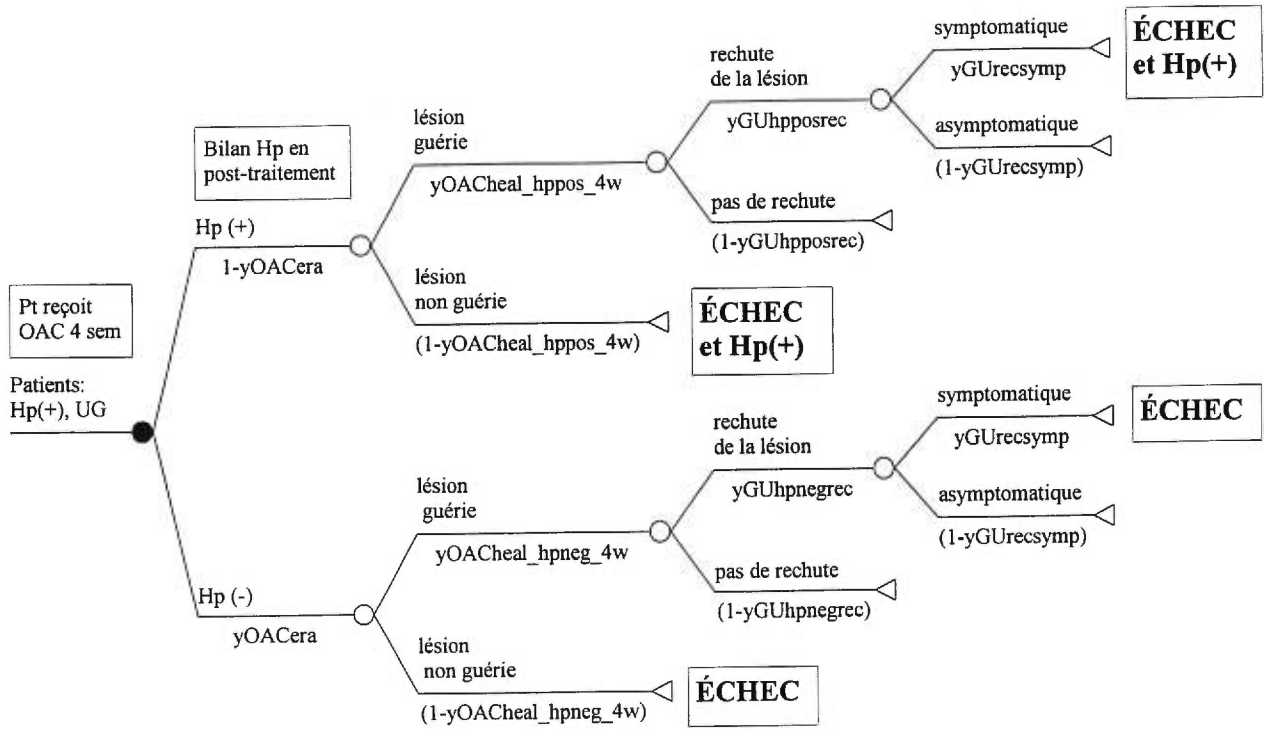 symptomatique
yGUrecsymp
ÉCHEC
et Hp(+)
rechute
de la lésion
yGUhpposrec
asymptomatique
(1-yGUrecsymp)
lésion
guérie
yOACheal_hppos_4w
Bilan Hp en
post-traitement
pas de rechute
(1-yGUhpposrec)
Hp (+)
1-yOACera
lésion
non guérie
(1-yOACheal_hppos_4w)
ÉCHEC
et Hp(+)
Pt reçoit
OAC 4 sem
Patients:
Hp(+), UG
symptomatique
yGUrecsymp
ÉCHEC
rechute
de la lésion
yGUhpnegrec
asymptomatique
(1-yGUrecsymp)
lésion
guérie
yOACheal_hpneg_4w
pas de rechute
(1-yGUhpnegrec)
Hp (-)
yOACera
lésion
non guérie
(1-yOACheal_hpneg_4w)
ÉCHEC